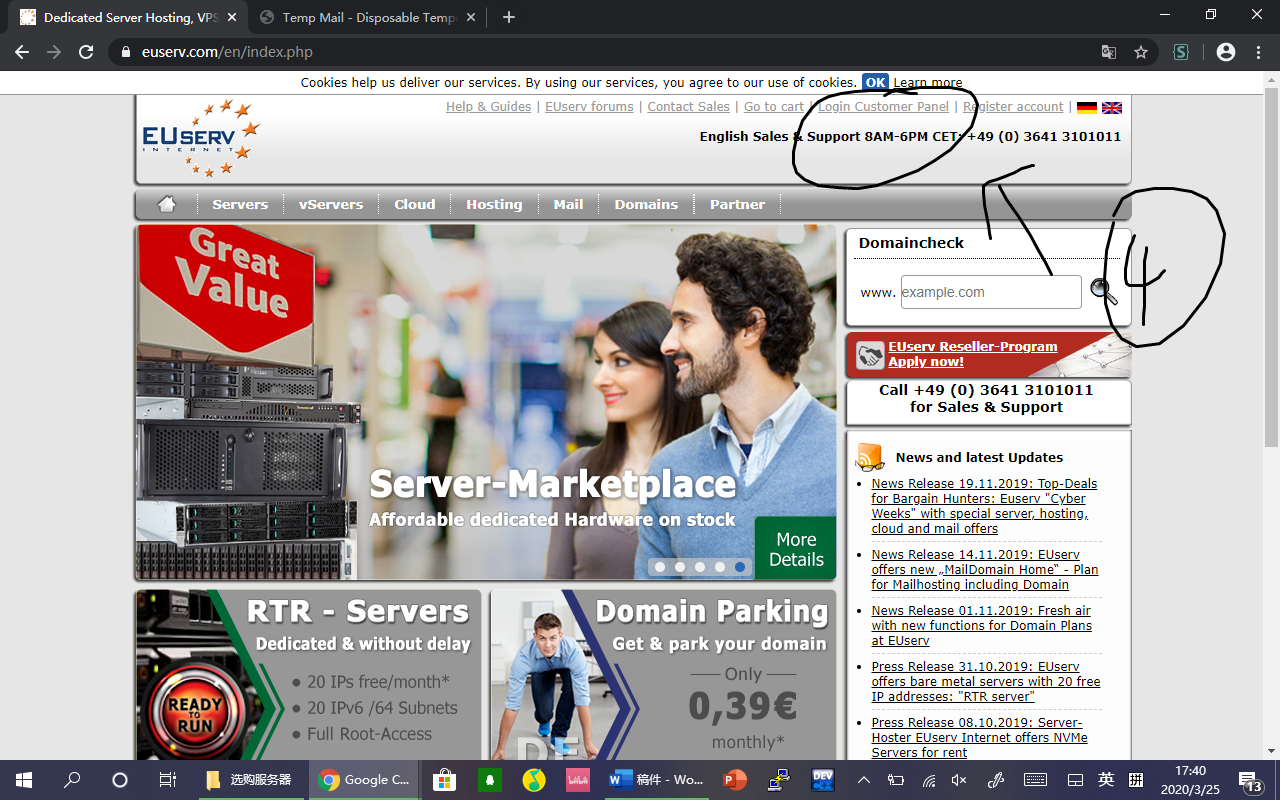 Dedicated Server Hosting, VPS
Temp Mail - Disposable Temp
euserv.com/en/index.php
Cookies help us deliver our services. By using our services, you agree to our use of cookies. OK Learn more
Help & Guides | EUserv forums | Contact Sales | Go to cart | Login Customer Panel | Register account |
EUSERV
INTERNET
English Sales & Support 8AM-6PM CET: +49 (0) 3641 3101011
Servers vServers Cloud Hosting Mail Domains Partner
Great
Value
Server-Marketplace
Affordable dedicated Hardware on stock
More
Details
Domaincheck
www. example.com
4
EUserv Reseller-Program
Apply now!
Call +49 (0) 3641 3101011
for Sales & Support
News and latest Updates
News Release 19.11.2019: Top-Deals
for Bargain Hunters: Euserv "Cyber
Weeks" with special server, hosting,
cloud and mail offers
News Release 14.11.2019: EUserv
offers new „MailDomain Home“ - Plan
for Mailhosting including Domain
News Release 01.11.2019: Fresh air
with new functions for Domain Plans
at EUserv
Press Release 31.10.2019: EUserv
offers bare metal servers with 20 free
IP addresses: "RTR server"
Press Release 08.10.2019: Server-
Hoster EUserv Internet offers NVMe
Servers for rent
RTR - Servers
Dedicated & without delay
• 20 IPs free/month*
• 20 IPv6 /64 Subnets
• Full Root-Access
READY
TO
RUN
Domain Parking
Get & park your domain
Only
0,39€
monthly*
DE
选购服务器
Google C...
稿件 - Wo...
DEV
英
拼
17:40
2020/3/25
13